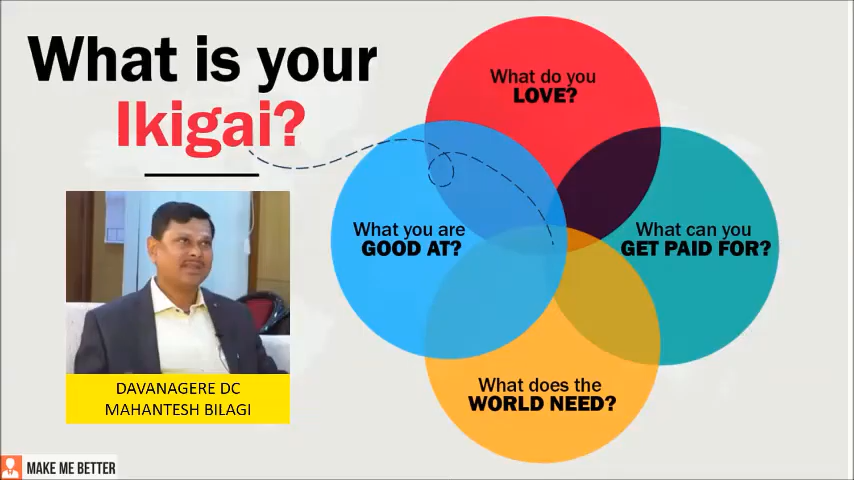 What is your
Ikigai?
What do you
LOVE?
What you are
GOOD AT?
What can you
GET PAID FOR?
What does the
WORLD NEED?
DAVANAGERE DC
MAHANTESH BILAGI
MAKE ME BETTER